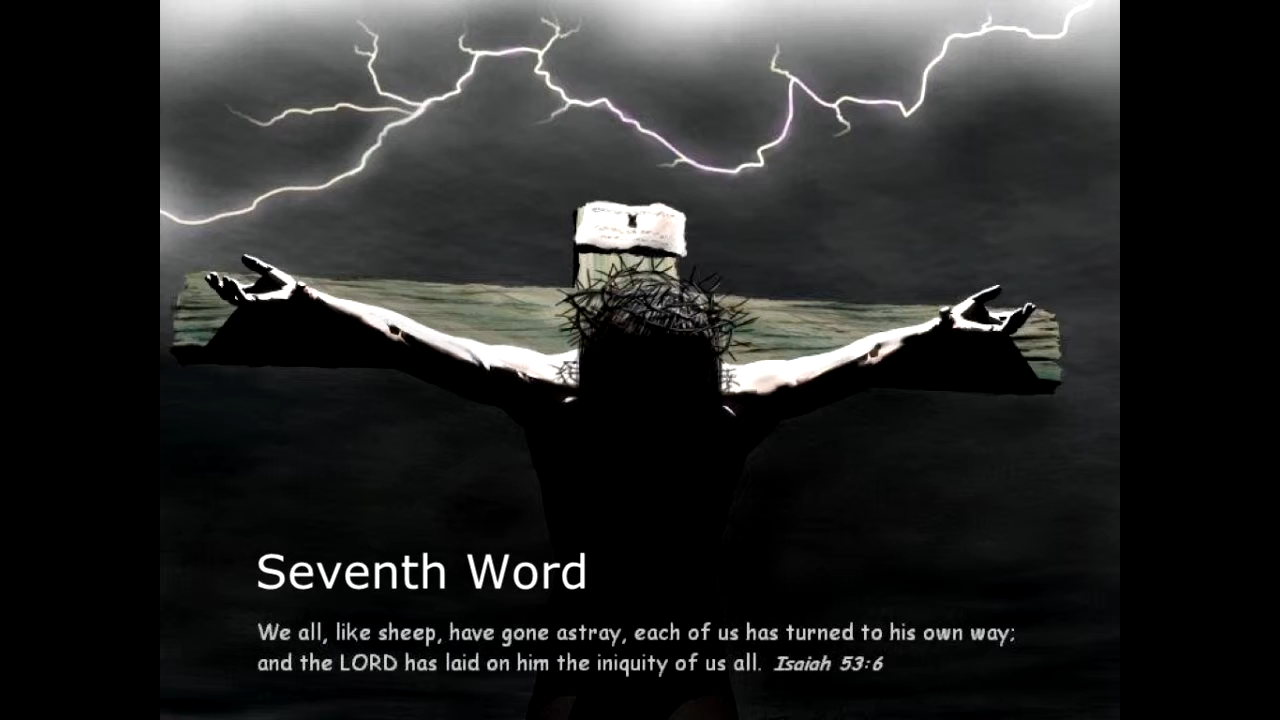 Seventh Word
We all, like sheep, have gone astray, each of us has turned to his own way;
and the LORD has laid on him the iniquity of us all. Isaiah 53:6